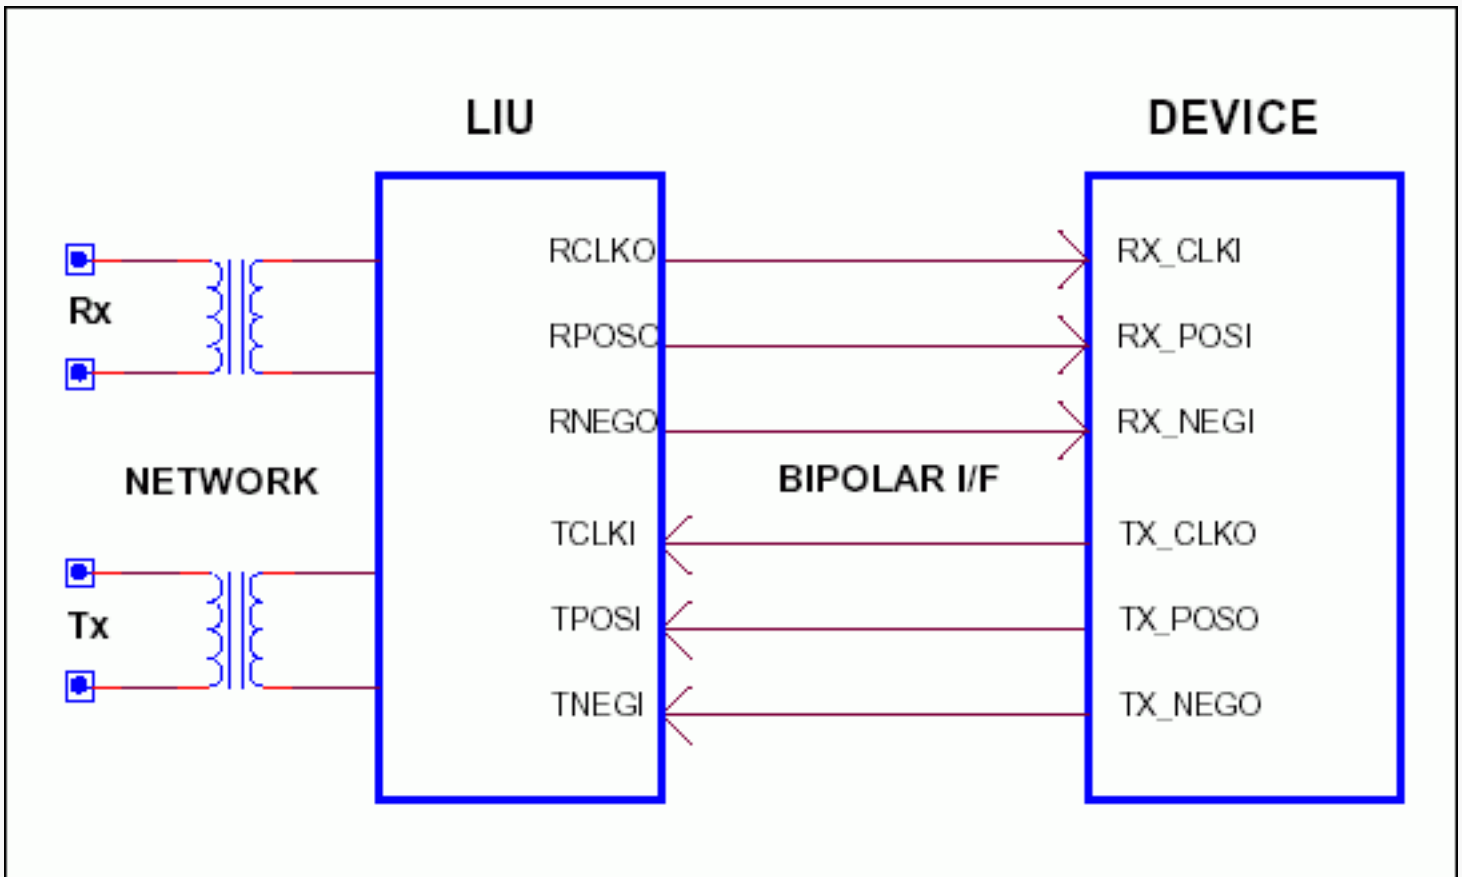 LIU
DEVICE
RCLKO
RX_CLKI
Rx
RPOSO
RX_POSI
RNEGO
RX_NEGI
NETWORK
BIPOLAR I/F
TCLKI
TX_CLKO
Tx
TPOSI
TX_POSO
TNEGI
TX_NEGO